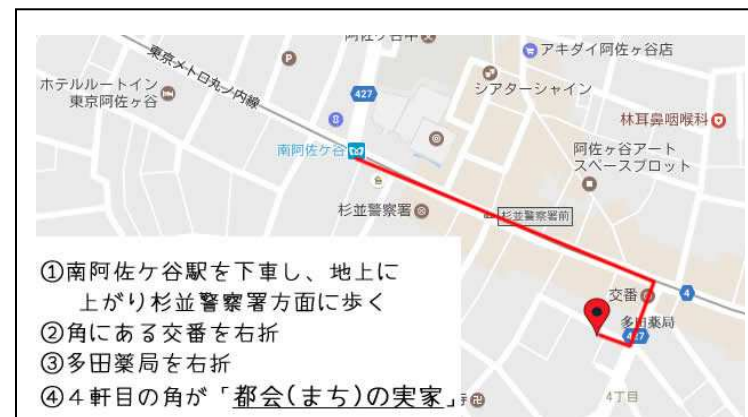 アキダイ阿佐ヶ谷店
東京メトロ丸ノ内線
シアターシャイン
ホテルルートイン
東京阿佐ヶ谷
427
林耳鼻咽喉科
南阿佐ケ谷
阿佐ヶ谷アート
スペースプロット
杉並警察署
杉並警察署前
①南阿佐ケ谷駅を下車し、地上に
上がり杉並警察署方面に歩く
交番
4
②角にある交番を右折
多田薬局
427
③多田薬局を右折
④4軒目の角が「都会(まち)の実家」
4丁目